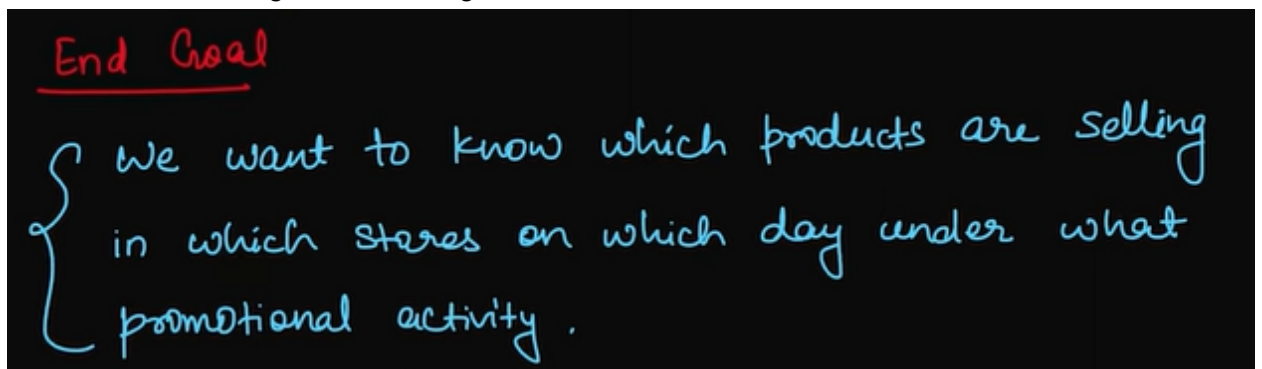 End Goal
We want to know which products are selling
in which stores on which day under what
promotional activity.